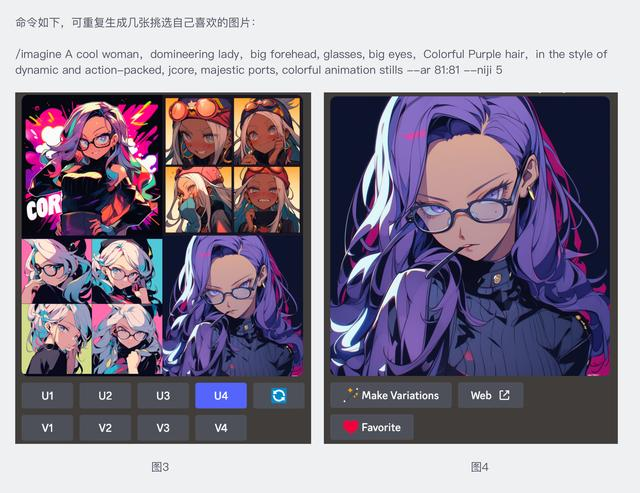 命令如下，可重复生成几张挑选自己喜欢的图片：
/imagine A cool woman，domineering lady，big forehead, glasses, big eyes，Colorful Purple hair，in the style of
dynamic and action-packed, jcore, majestic ports, colorful animation stills --ar 81:81 --niji 5
COR
U1 U2 U3 U4
V1 V2 V3 V4
Make Variations Web
Favorite
图3 图4